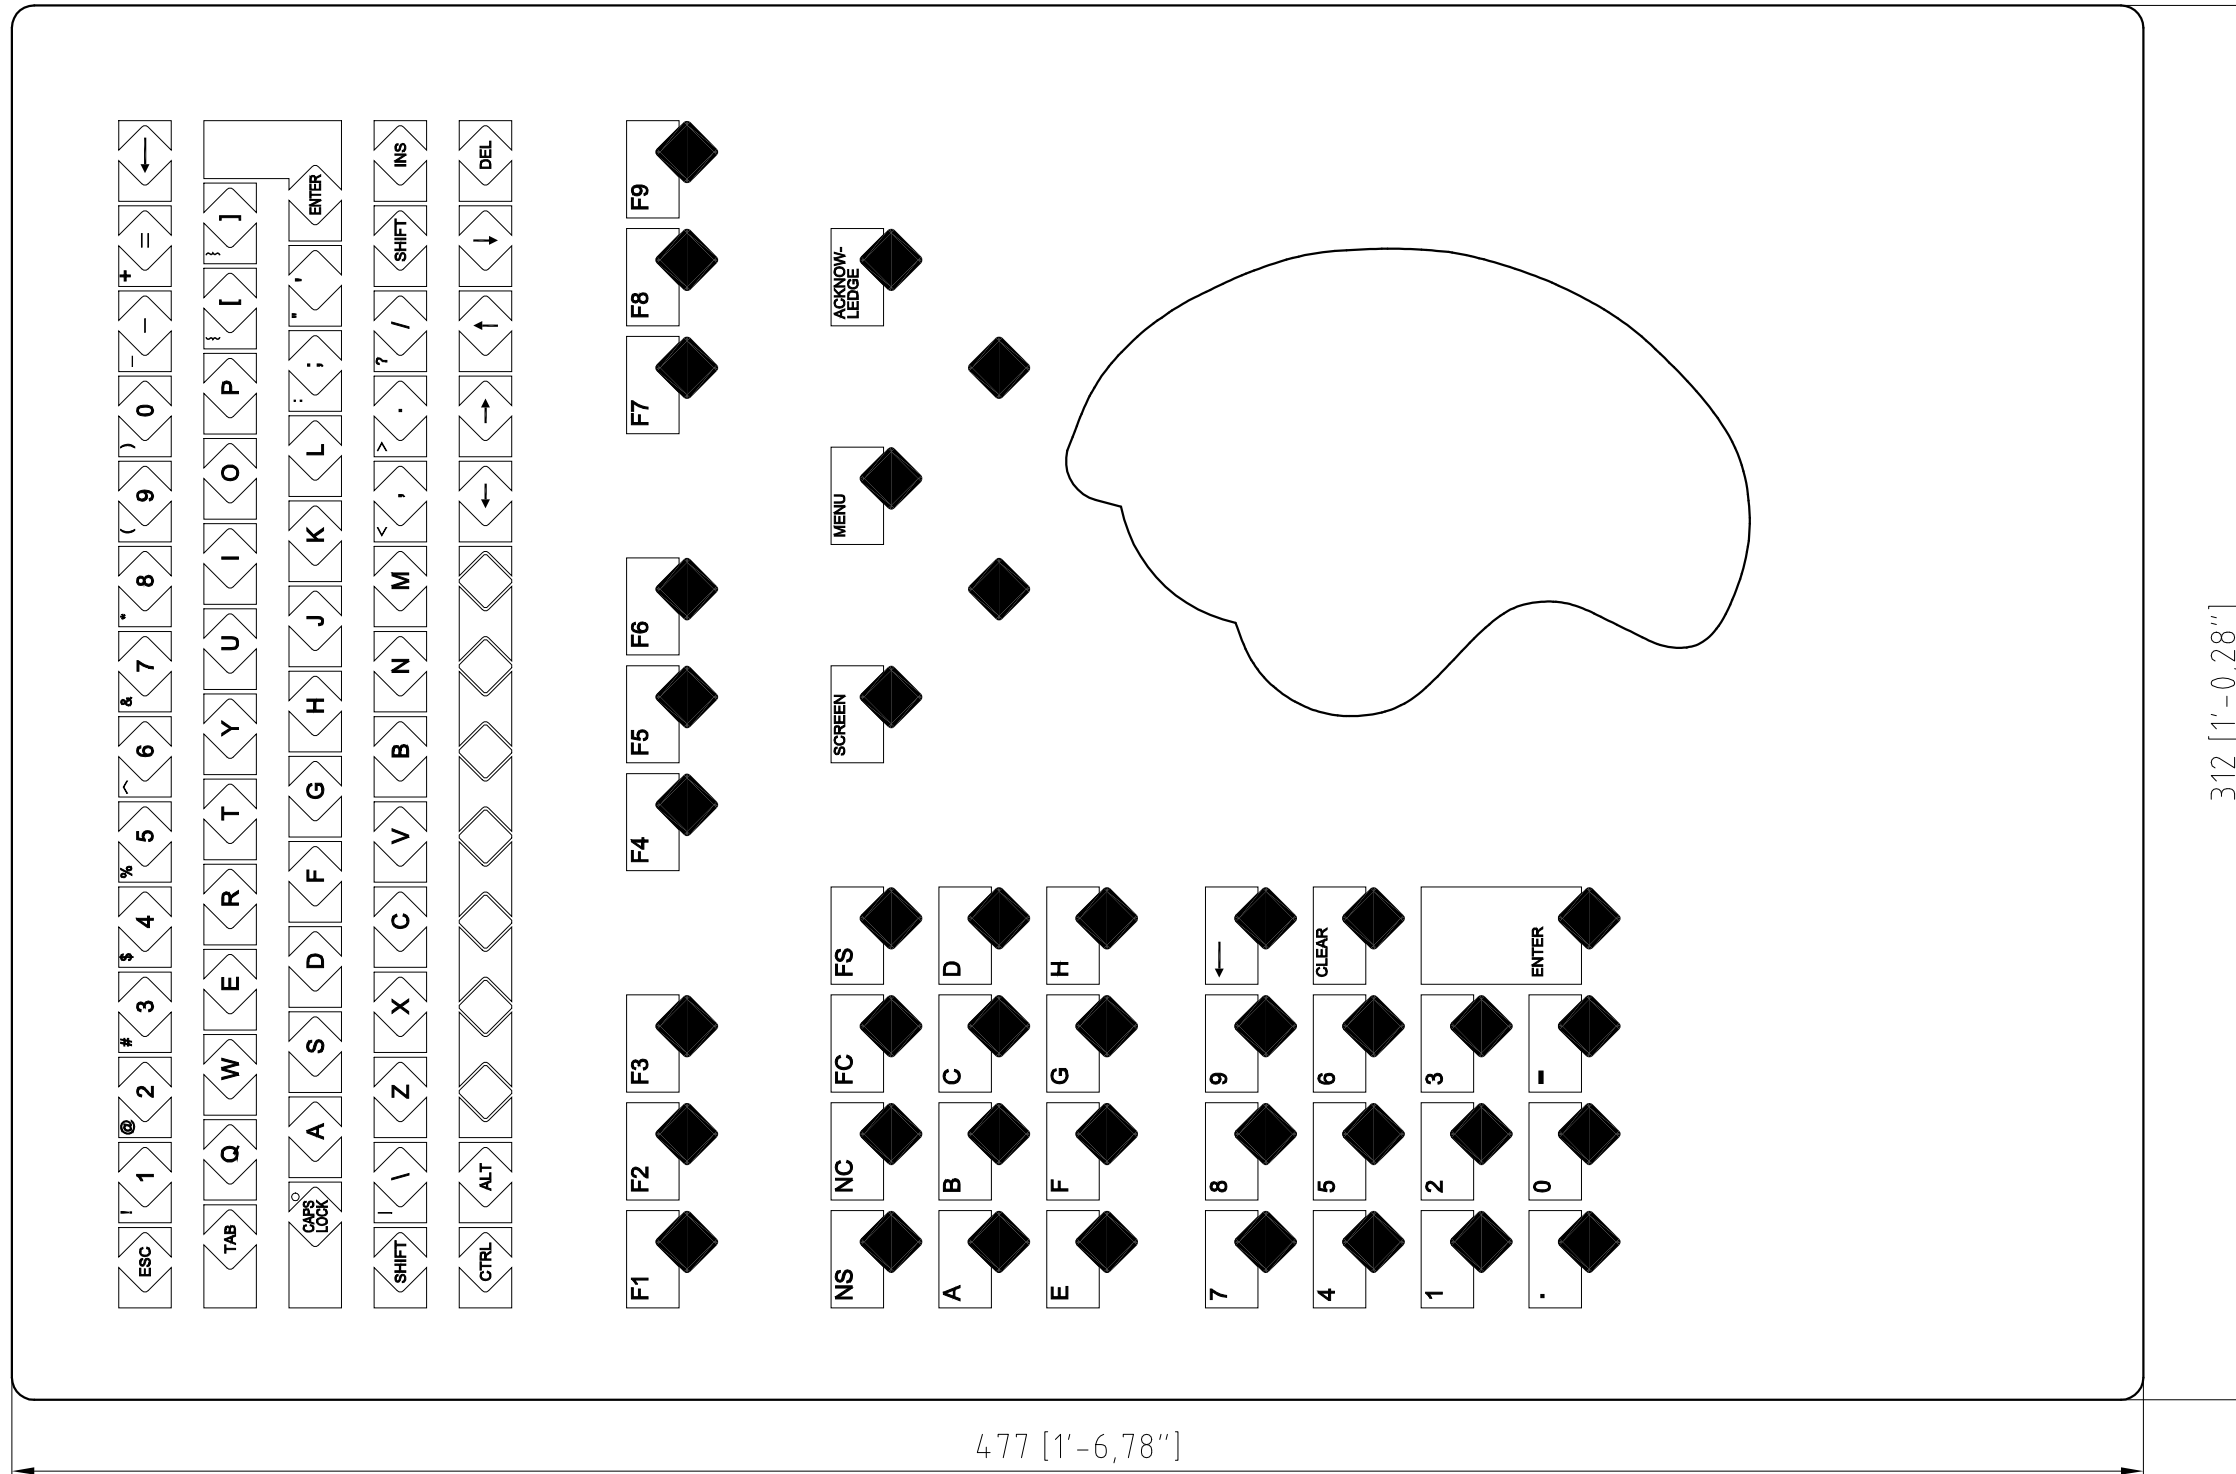 ESC ! 1 @ 2 # 3 $ 4 % 5 ^ 6 & 7 * 8 ( 9 ) 0 _ - + = ←
TAB Q W E R T Y U I O P { [ } ]
CAPS
LOCK A S D F G H J K L : ; " ' ENTER
SHIFT | \ Z X C V B N M < , > . ? / SHIFT INS
CTRL ALT ← → ↑ ↓ DEL
F1 F2 F3 F4 F5 F6 F7 F8 F9
SCREEN MENU ACKNOW-
LEDGE
NS NC FC FS
A B C D
E F G H
7 8 9 ←
4 5 6 CLEAR
1 2 3
. 0 - ENTER
312 [1'-0,28"]
477 [1'-6,78"]